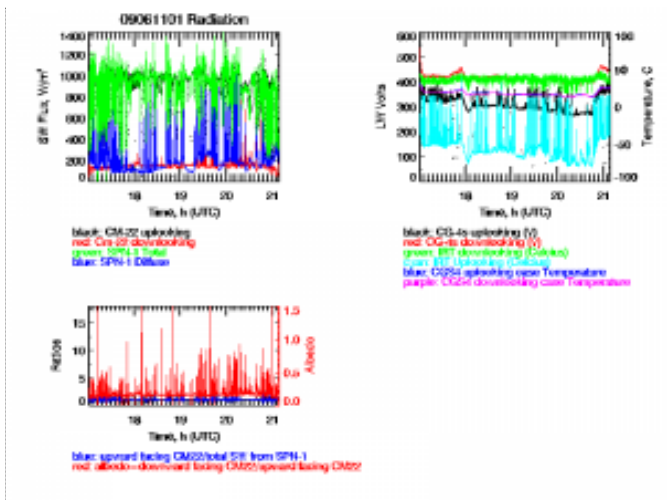 09061101 Radiation
1400
1200
1000
800
600
400
200
0
SW Flux, W/m²
18
19
20
21
Time, h (UTC)
black: CM-22 uplooking
red: Cm-22 downlooking
green: SPN-1 Total
blue: SPN-1 Diffuse
600
500
400
300
200
100
0
LW Volts
100
50
0
-50
-100
Temperature, C
18
19
20
21
Time, h (UTC)
black: CG-4s uplooking (V)
red: CG-4s downlooking (V)
green: IRT downlooking (Celcius)
cyan: IRT Uplooking (Celcius)
blue: CGS4 uplooking case Temperature
purple: CGS4 downlooking case Temperature
15
10
5
0
Ratios
1.5
1.0
0.5
0.0
Albedo
18
19
20
21
Time, h (UTC)
blue: upward facing CM22/total SW from SPN-1
red: albedo=downward facing CM22/upward facing CM22